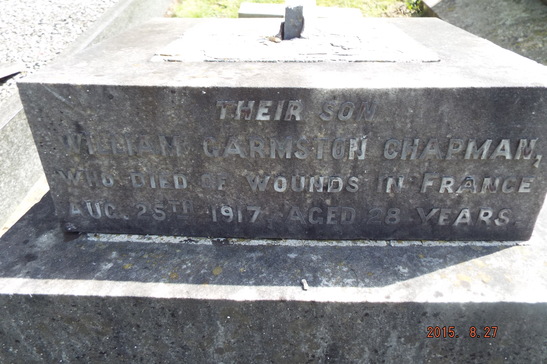 THEIR SON
WILLIAM GARMSTON CHAPMAN,
WHO DIED OF WOUNDS IN FRANCE
AUG. 25TH 1917. AGED 28 YEARS.
2015. 8.27